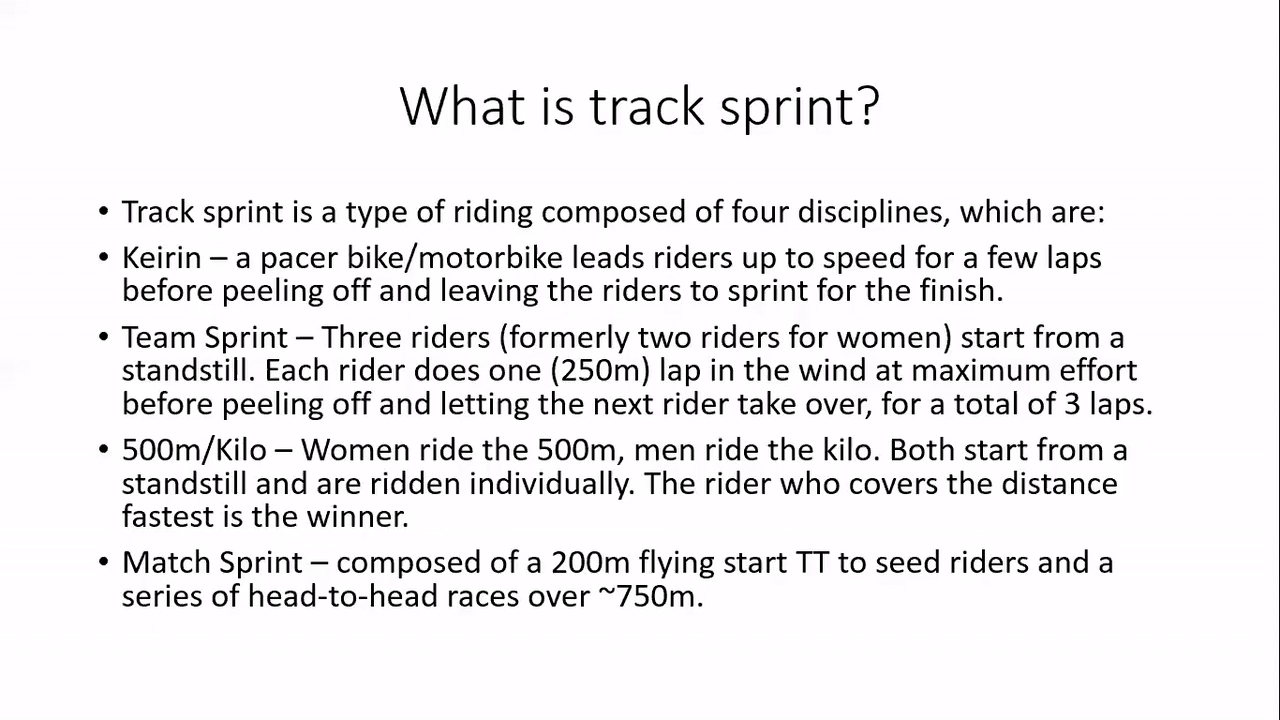 What is track sprint?
• Track sprint is a type of riding composed of four disciplines, which are:
• Keirin – a pacer bike/motorbike leads riders up to speed for a few laps
before peeling off and leaving the riders to sprint for the finish.
• Team Sprint – Three riders (formerly two riders for women) start from a
standstill. Each rider does one (250m) lap in the wind at maximum effort
before peeling off and letting the next rider take over, for a total of 3 laps.
• 500m/Kilo – Women ride the 500m, men ride the kilo. Both start from a
standstill and are ridden individually. The rider who covers the distance
fastest is the winner.
• Match Sprint – composed of a 200m flying start TT to seed riders and a
series of head-to-head races over ~750m.